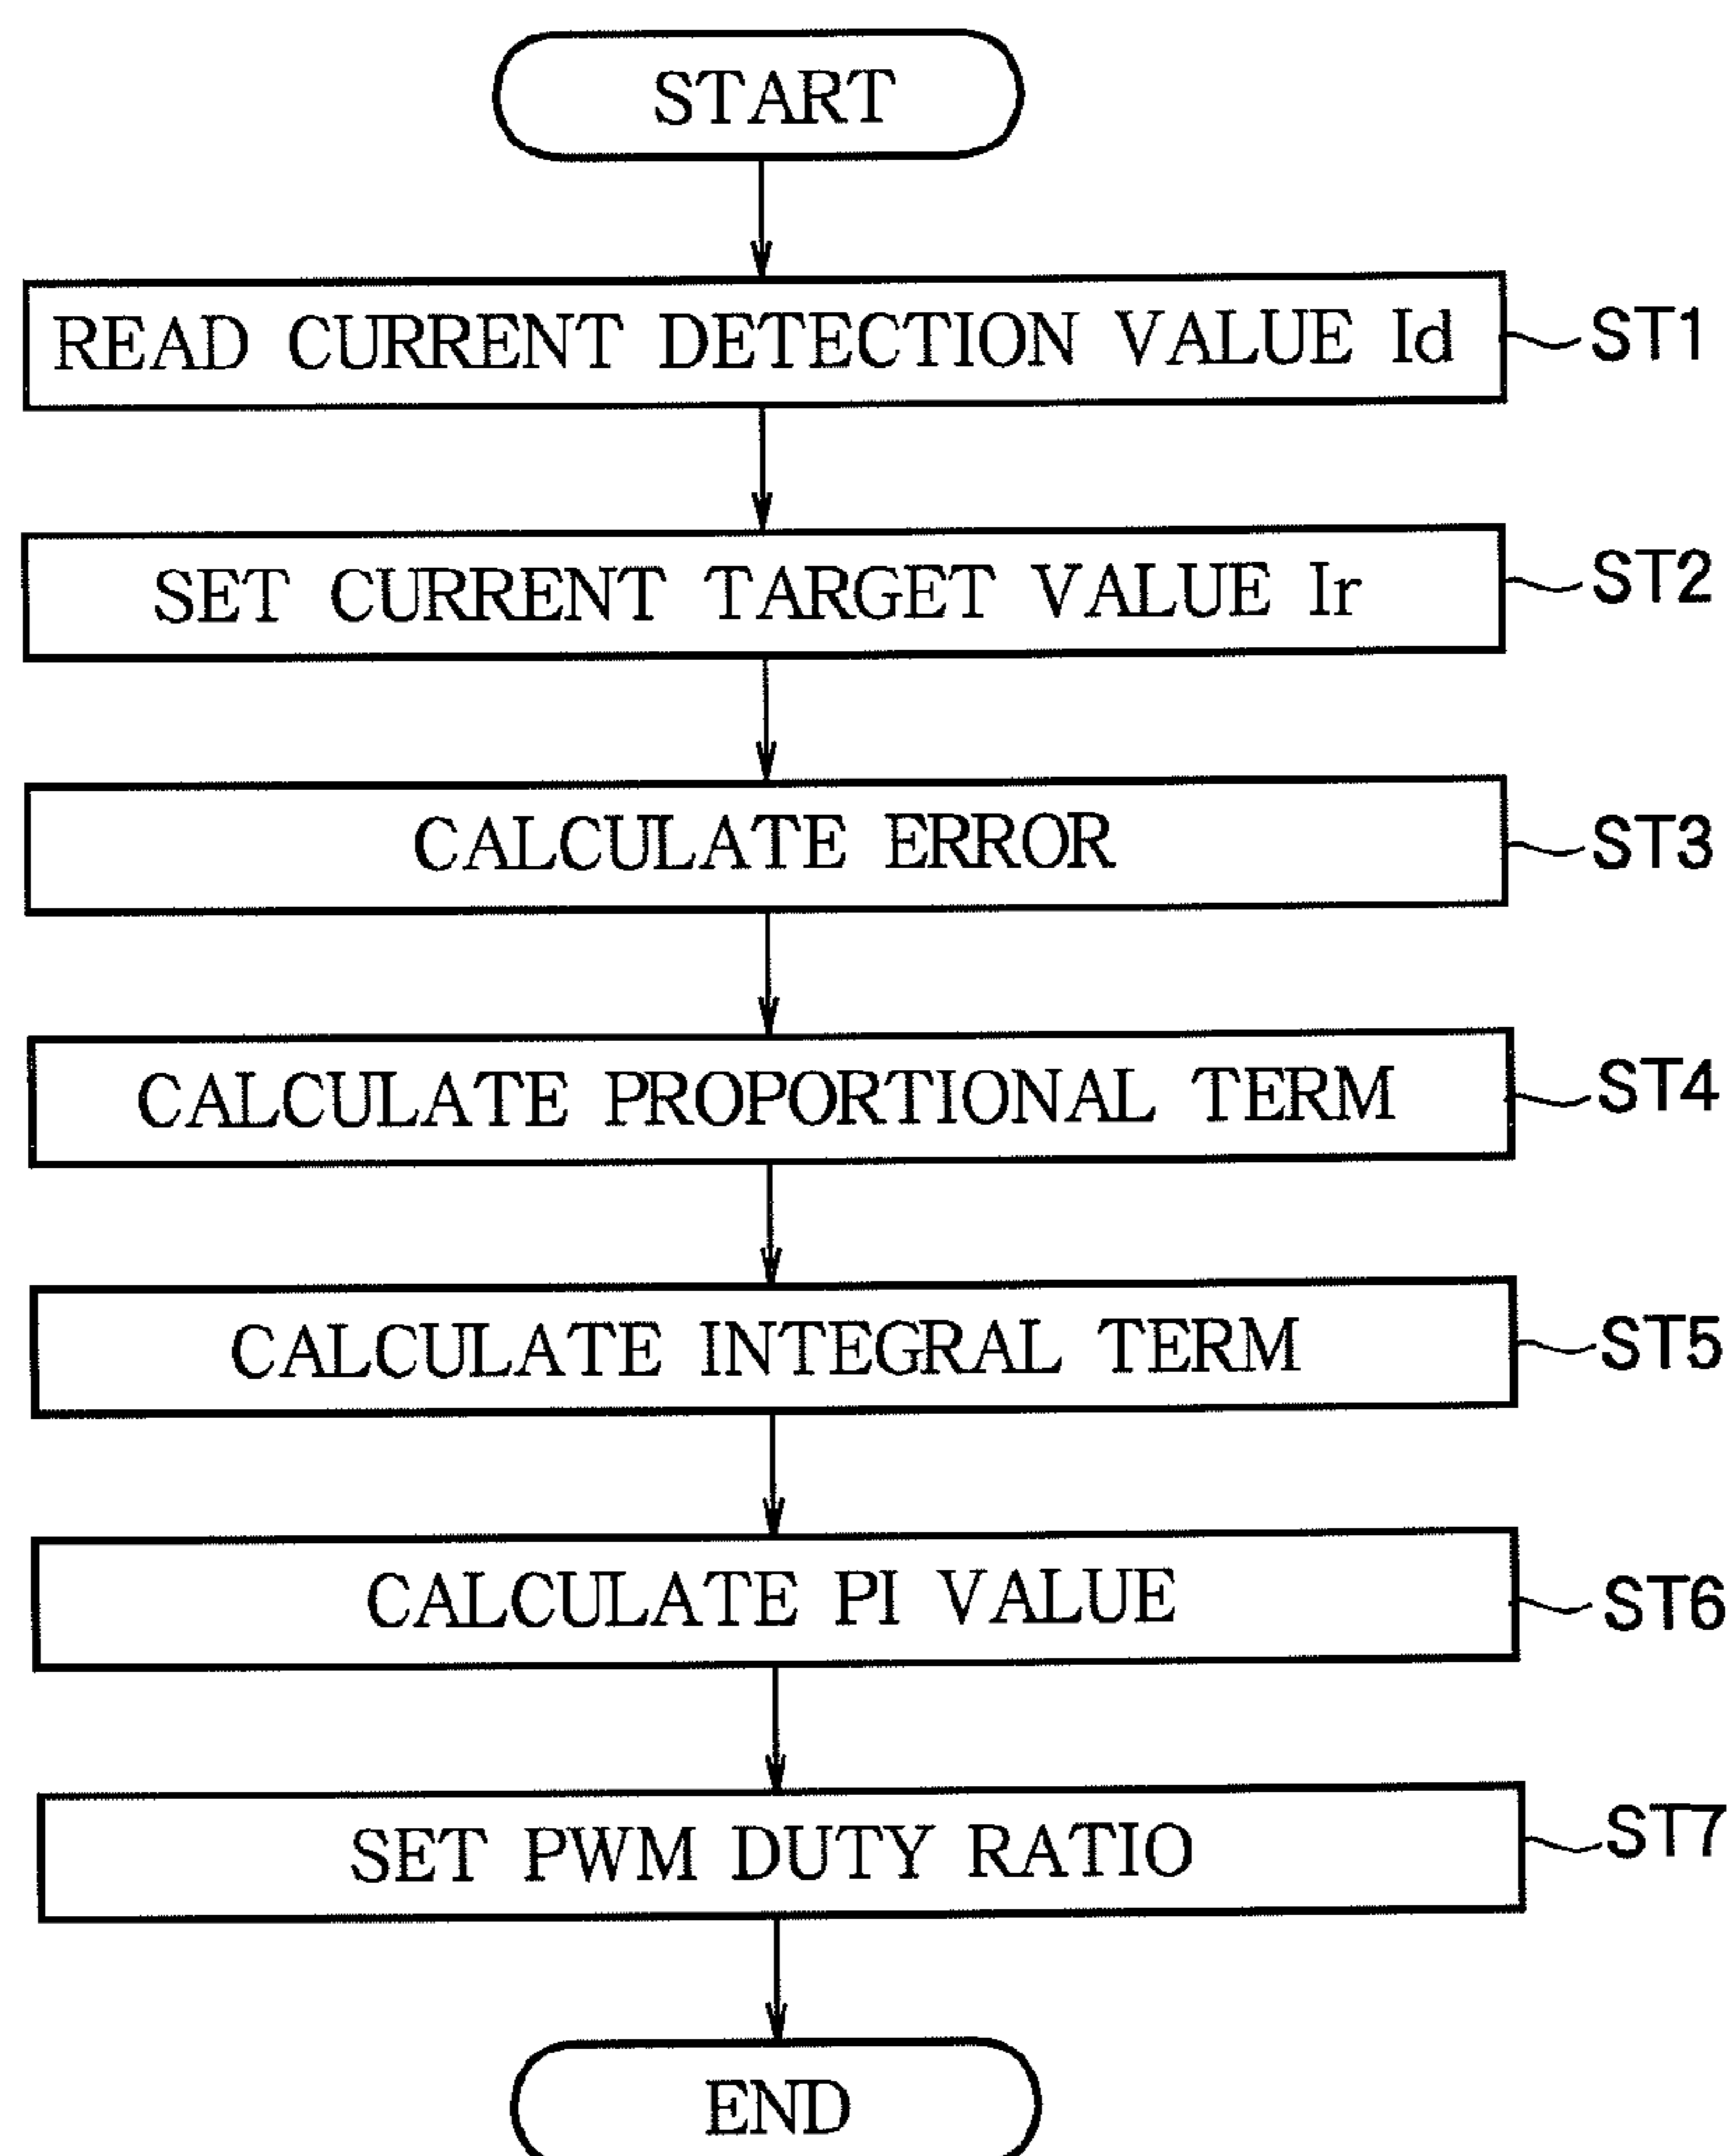 START
READ CURRENT DETECTION VALUE Id ST1
SET CURRENT TARGET VALUE Ir ST2
CALCULATE ERROR ST3
CALCULATE PROPORTIONAL TERM ST4
CALCULATE INTEGRAL TERM ST5
CALCULATE PI VALUE ST6
SET PWM DUTY RATIO ST7
END